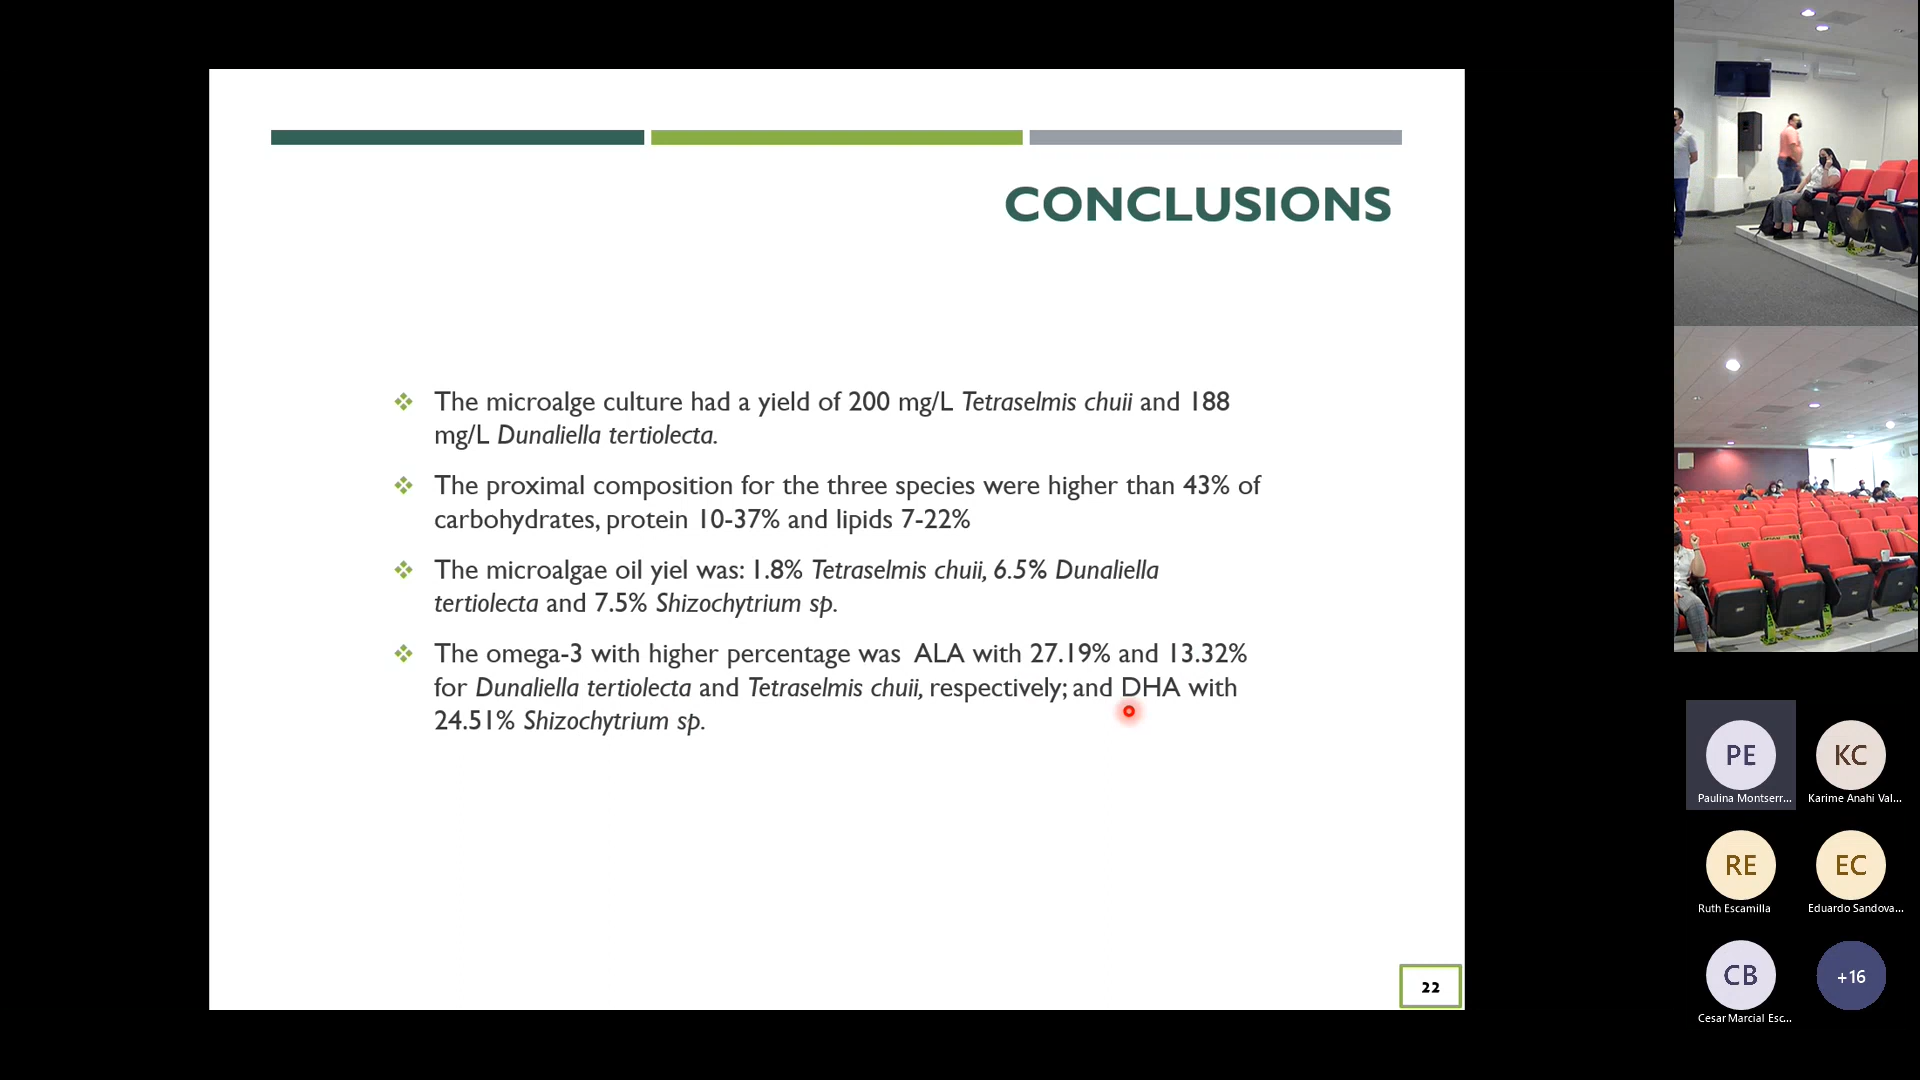 CONCLUSIONS
The microalge culture had a yield of 200 mg/L Tetraselmis chuii and 188
mg/L Dunaliella tertiolecta.
The proximal composition for the three species were higher than 43% of
carbohydrates, protein 10-37% and lipids 7-22%
The microalgae oil yiel was: 1.8% Tetraselmis chuii, 6.5% Dunaliella
tertiolecta and 7.5% Shizochytrium sp.
The omega-3 with higher percentage was ALA with 27.19% and 13.32%
for Dunaliella tertiolecta and Tetraselmis chuii, respectively; and DHA with
24.51% Shizochytrium sp.
22
PE
Paulina Montserr...
KC
Karime Anahi Val...
RE
Ruth Escamilla
EC
Eduardo Sandova...
CB
Cesar Marcial Esc...
+16